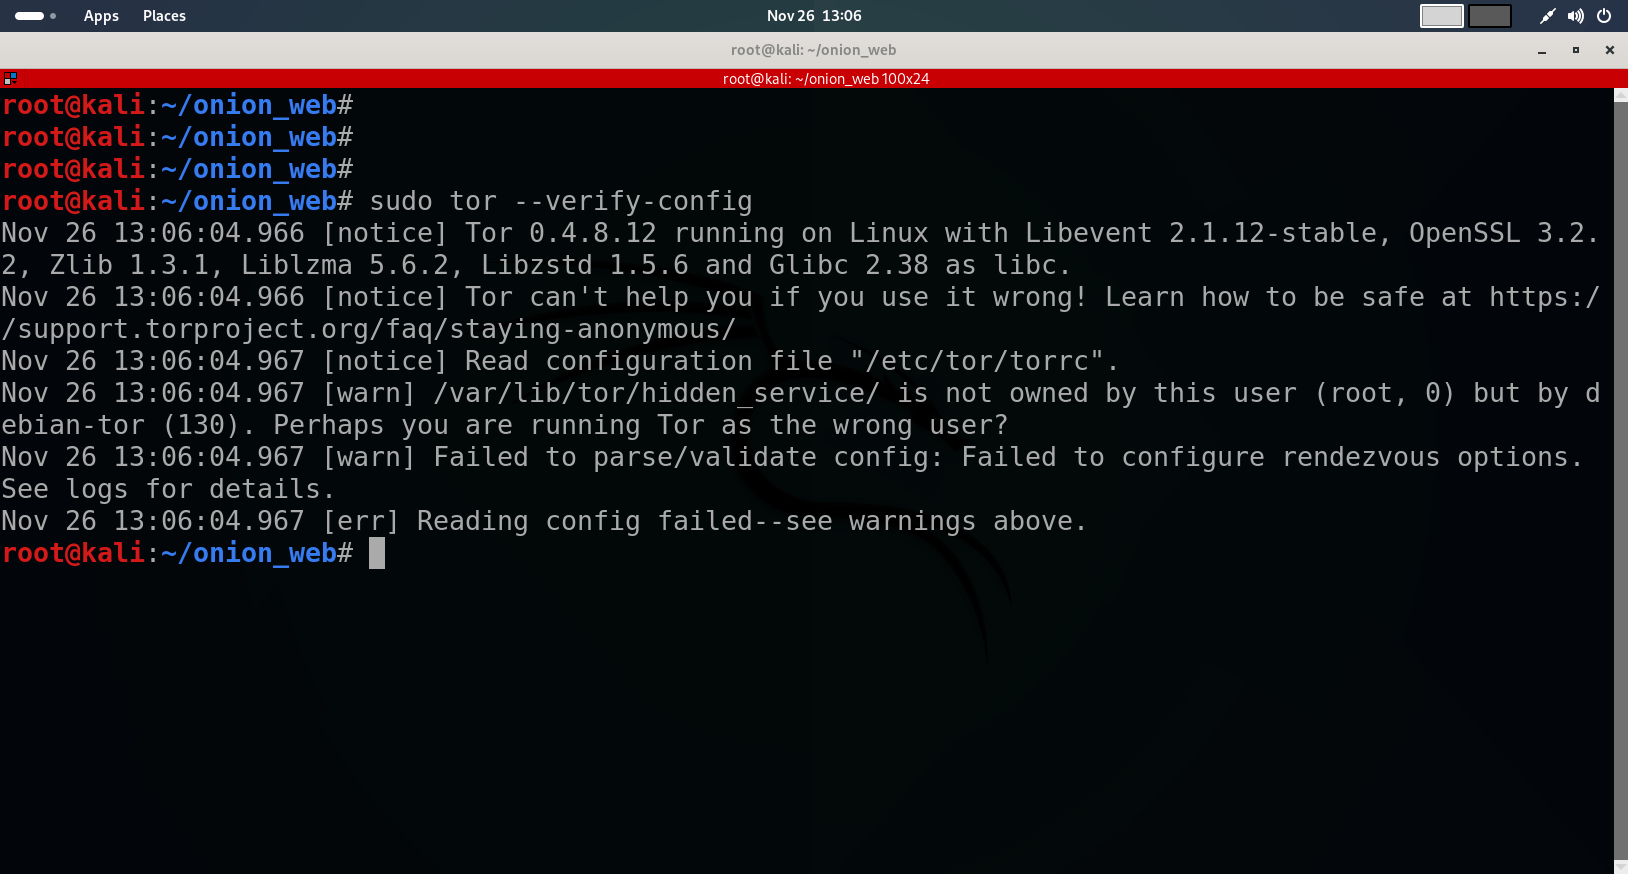 Apps Places Nov 26 13:06
root@kali: ~/onion_web
root@kali: ~/onion_web 100x24
root@kali:~/onion_web#
root@kali:~/onion_web#
root@kali:~/onion_web#
root@kali:~/onion_web# sudo tor --verify-config
Nov 26 13:06:04.966 [notice] Tor 0.4.8.12 running on Linux with Libevent 2.1.12-stable, OpenSSL 3.2.
2, Zlib 1.3.1, Liblzma 5.6.2, Libzstd 1.5.6 and Glibc 2.38 as libc.
Nov 26 13:06:04.966 [notice] Tor can't help you if you use it wrong! Learn how to be safe at https:/
/support.torproject.org/faq/staying-anonymous/
Nov 26 13:06:04.967 [notice] Read configuration file "/etc/tor/torrc".
Nov 26 13:06:04.967 [warn] /var/lib/tor/hidden_service/ is not owned by this user (root, 0) but by d
ebian-tor (130). Perhaps you are running Tor as the wrong user?
Nov 26 13:06:04.967 [warn] Failed to parse/validate config: Failed to configure rendezvous options.
See logs for details.
Nov 26 13:06:04.967 [err] Reading config failed--see warnings above.
root@kali:~/onion_web#